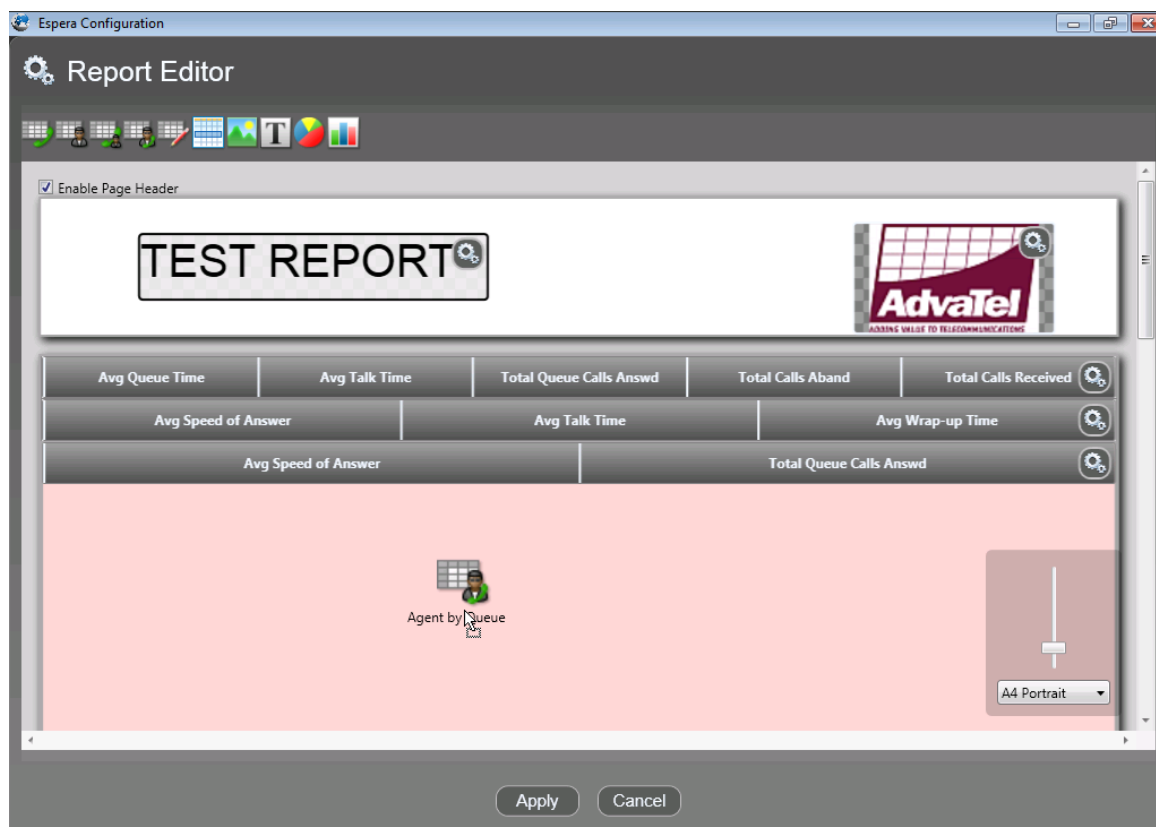 Espera Configuration
Report Editor
T
Enable Page Header
TEST REPORT
AdvaTel
ADDING VALUE TO TELECOMMUNICATIONS
Avg Queue Time Avg Talk Time Total Queue Calls Answd Total Calls Aband Total Calls Received
Avg Speed of Answer Avg Talk Time Avg Wrap-up Time
Avg Speed of Answer Total Queue Calls Answd
Agent by Queue
A4 Portrait
Apply Cancel